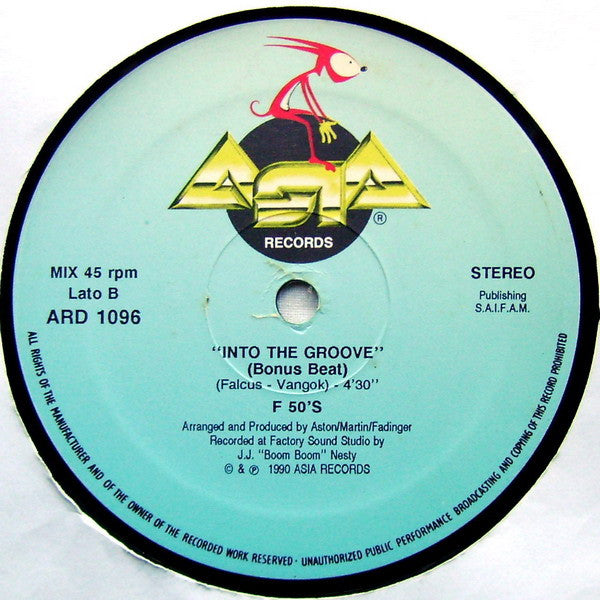 ASIA
®
RECORDS
MIX 45 rpm
Lato B
ARD 1096
STEREO
Publishing
S.A.I.F.A.M.
"INTO THE GROOVE"
(Bonus Beat)
(Falcus - Vangok) - 4'30"
F 50'S
Arranged and Produced by Aston/Martin/Fadinger
Recorded at Factory Sound Studio by
J.J. "Boom Boom" Nesty
© & ℗ 1990 ASIA RECORDS
ALL RIGHTS OF THE MANUFACTURER AND OF THE OWNER OF THE RECORDED WORK RESERVED · UNAUTHORIZED PUBLIC PERFORMANCE BROADCASTING AND COPYING OF THIS RECORD PROHIBITED